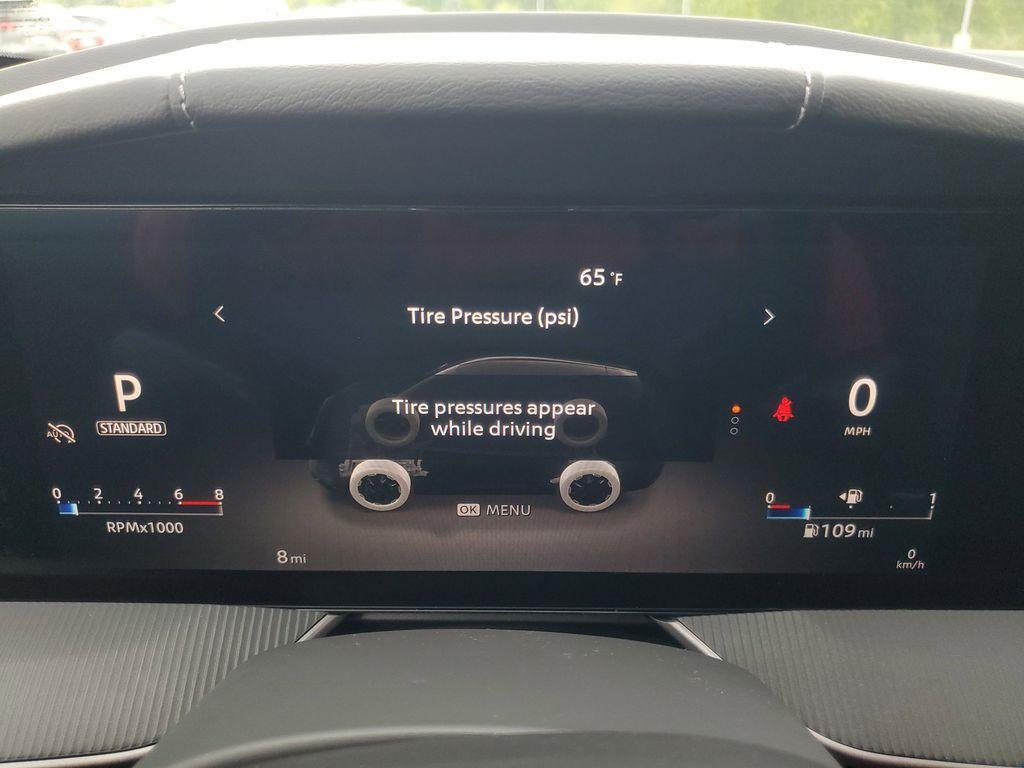 65 °F
Tire Pressure (psi)
P
STANDARD
AUTO
Tire pressures appear
while driving
0
MPH
0 2 4 6 8
RPMx1000
OK MENU
0 1
109 mi
8 mi
0
km/h